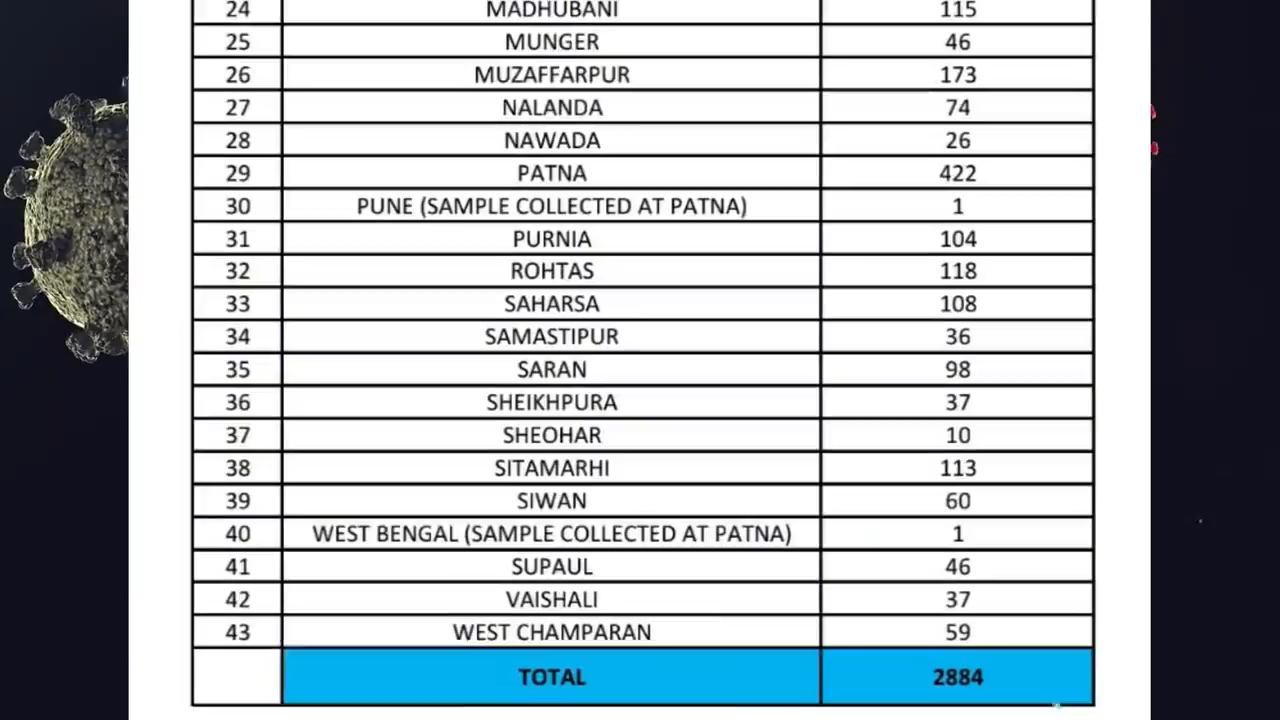 24 MADHUBANI 115
25 MUNGER 46
26 MUZAFFARPUR 173
27 NALANDA 74
28 NAWADA 26
29 PATNA 422
30 PUNE (SAMPLE COLLECTED AT PATNA) 1
31 PURNIA 104
32 ROHTAS 118
33 SAHARSA 108
34 SAMASTIPUR 36
35 SARAN 98
36 SHEIKHPURA 37
37 SHEOHAR 10
38 SITAMARHI 113
39 SIWAN 60
40 WEST BENGAL (SAMPLE COLLECTED AT PATNA) 1
41 SUPAUL 46
42 VAISHALI 37
43 WEST CHAMPARAN 59
TOTAL 2884